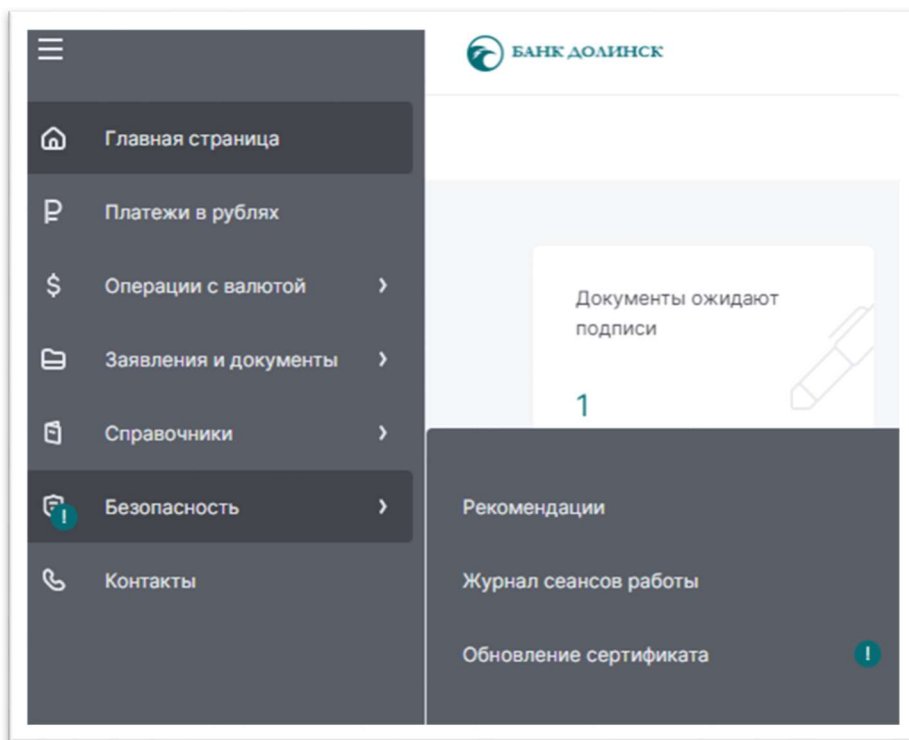 БАНК ДОЛИНСК
Главная страница
Платежи в рублях
Операции с валютой
Заявления и документы
Справочники
Безопасность
Контакты
Документы ожидают
подписи
1
Рекомендации
Журнал сеансов работы
Обновление сертификата